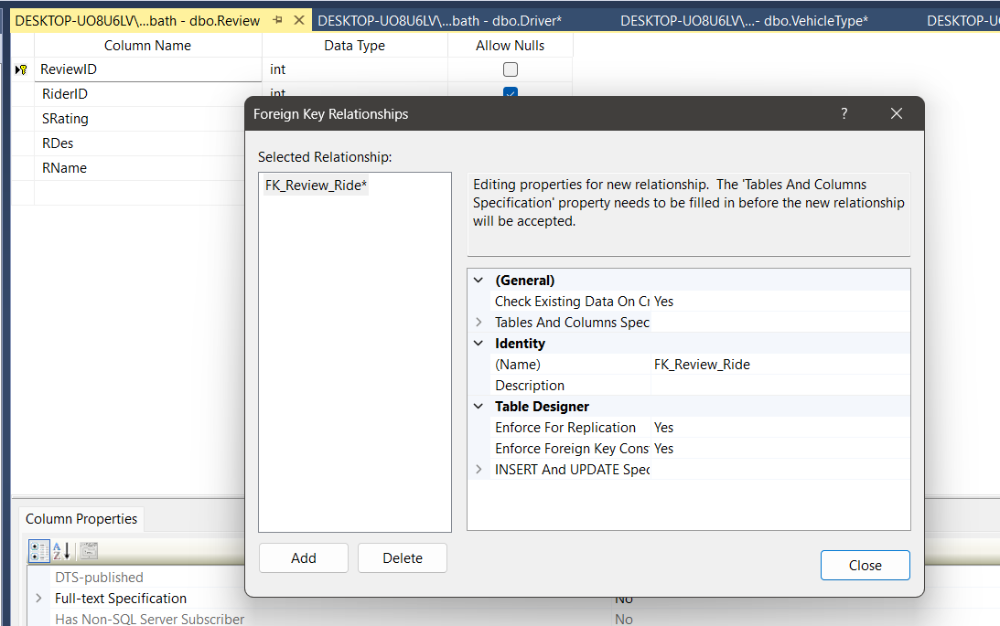 DESKTOP-UO8U6LV\...bath - dbo.Review
DESKTOP-UO8U6LV\...bath - dbo.Driver*
DESKTOP-UO8U6LV\...- dbo.VehicleType*
DESKTOP-U
Column Name Data Type Allow Nulls
ReviewID int
RiderID int
SRating
RDes
RName
Foreign Key Relationships ?
Selected Relationship:
FK_Review_Ride*
Editing properties for new relationship. The 'Tables And Columns
Specification' property needs to be filled in before the new relationship
will be accepted.
(General)
Check Existing Data On Cr Yes
Tables And Columns Spec
Identity
(Name) FK_Review_Ride
Description
Table Designer
Enforce For Replication Yes
Enforce Foreign Key Cons Yes
INSERT And UPDATE Spec
Add Delete
Close
Column Properties
A
Z
DTS-published
Full-text Specification No
Has Non-SQL Server Subscriber No